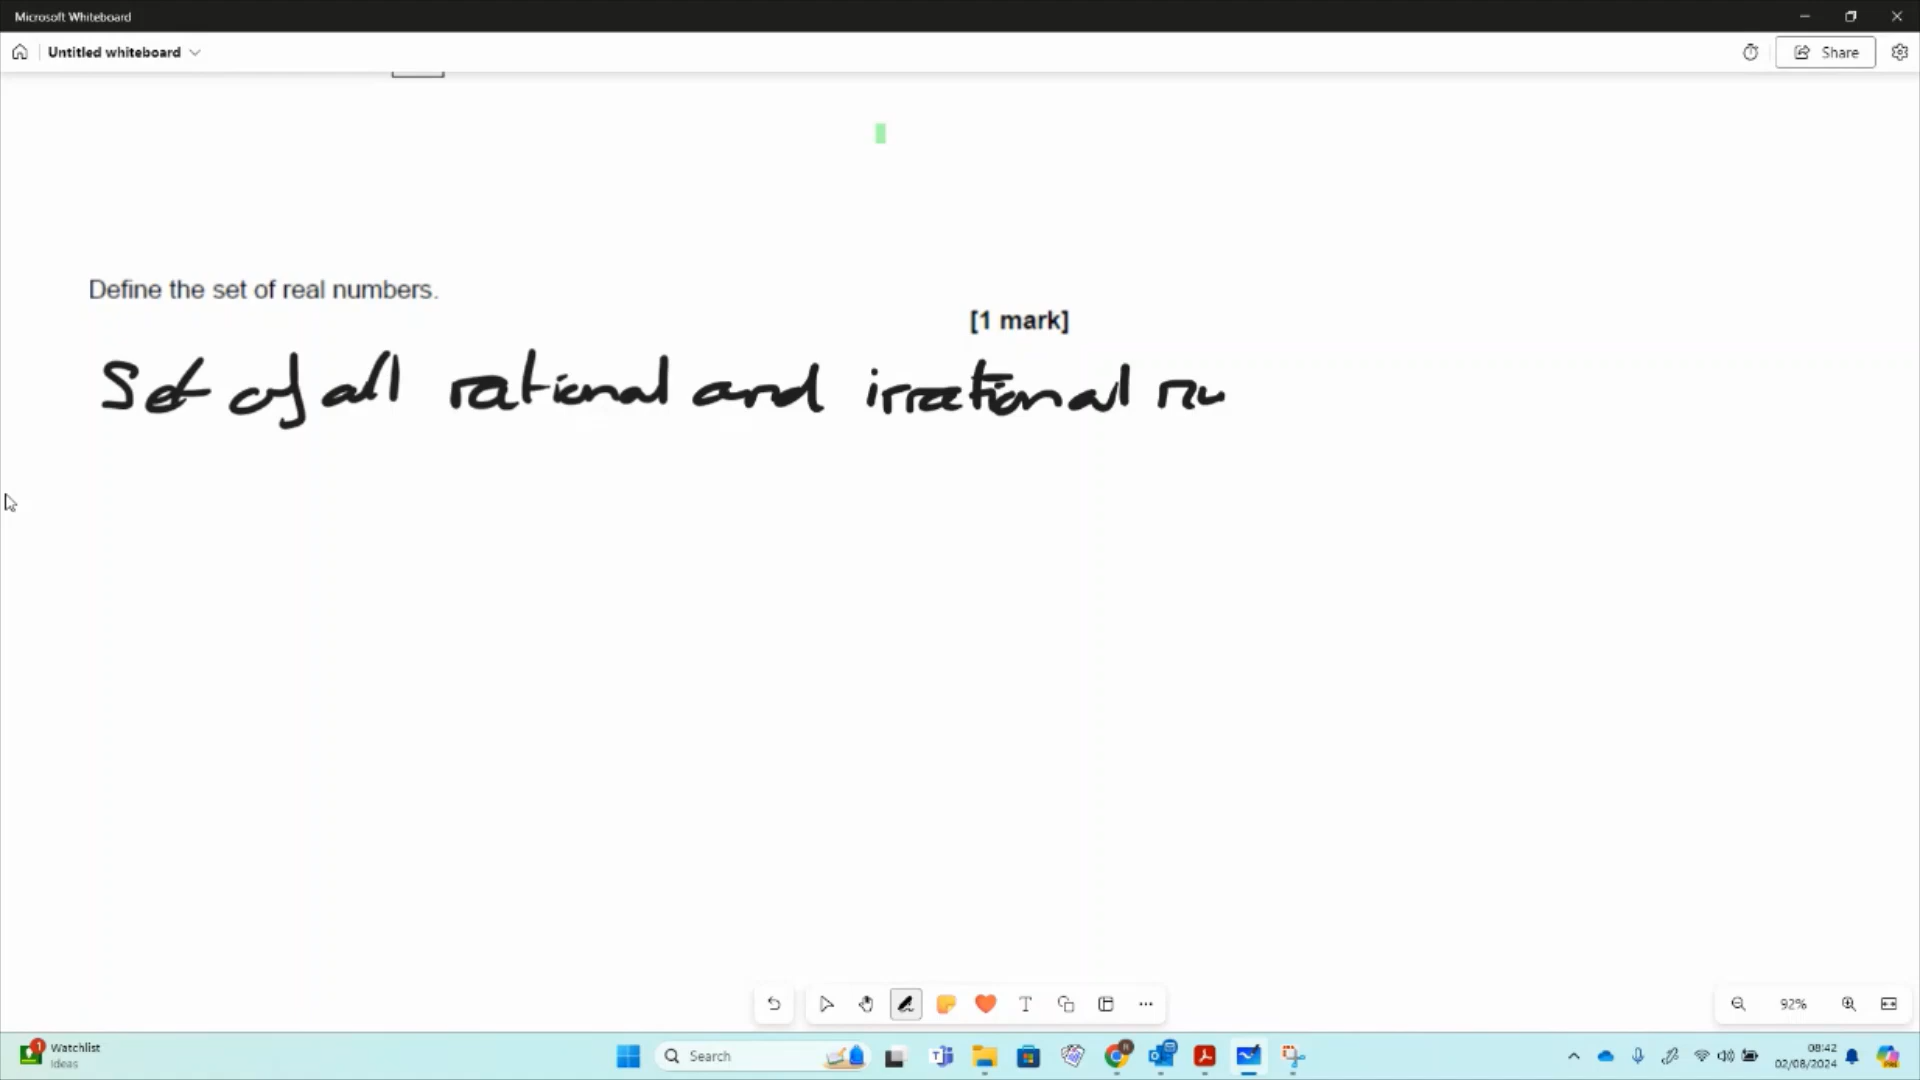 Microsoft Whiteboard
Untitled whiteboard
Share
Define the set of real numbers.
[1 mark]
Set of all rational and irrational nu
92%
Watchlist
Ideas
Search
08:42
02/08/2024